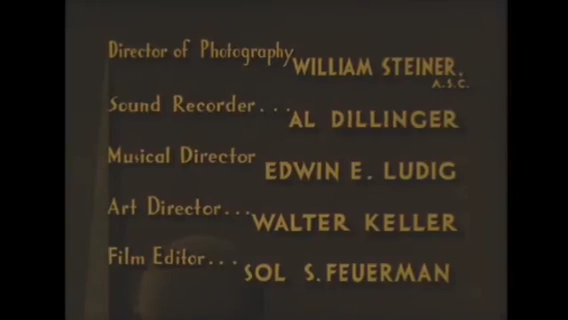 Director of Photography WILLIAM STEINER.
A.S.C.
Sound Recorder... AL DILLINGER
Musical Director EDWIN E. LUDIG
Art Director... WALTER KELLER
Film Editor... SOL S. FEUERMAN